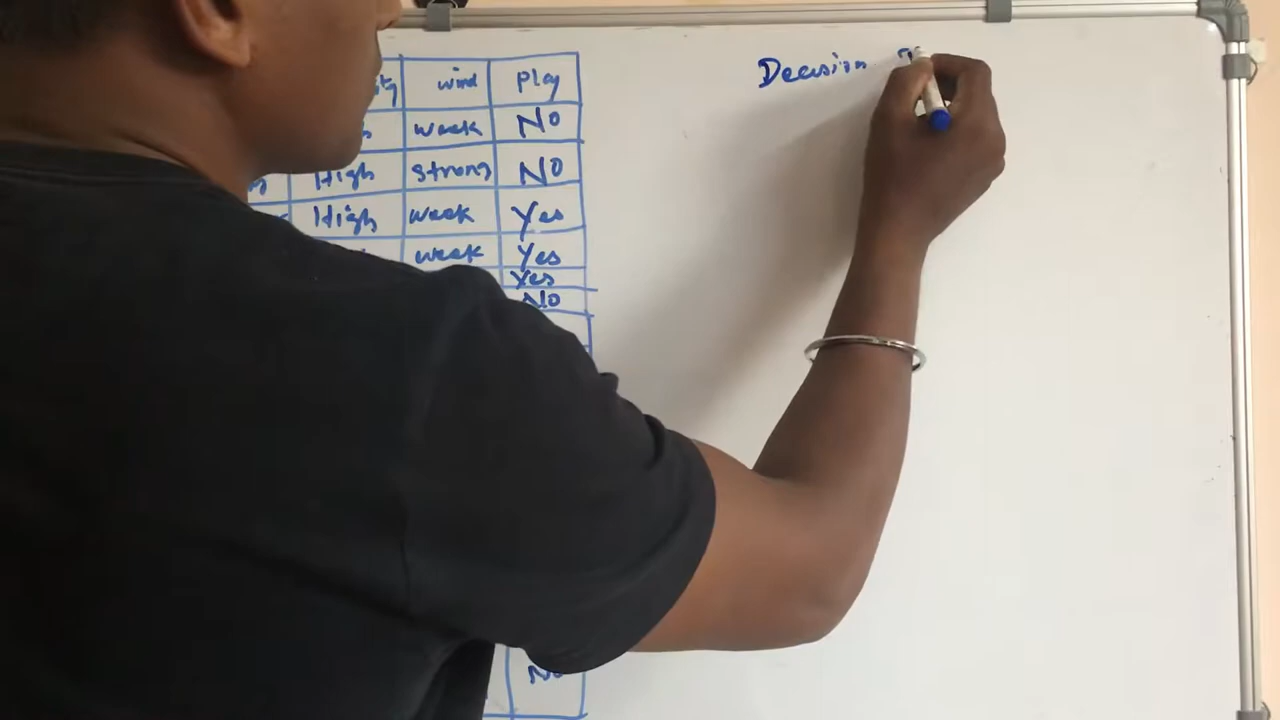 wind Play Decision
week No
High strong No
High week Yes
week Yes
Yes
No
No